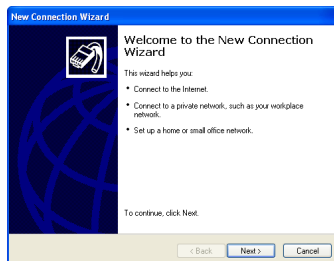 New Connection Wizard
Welcome to the New Connection
Wizard
This wizard helps you:
• Connect to the Internet.
• Connect to a private network, such as your workplace
network.
• Set up a home or small office network.
To continue, click Next.
< Back
Next >
Cancel